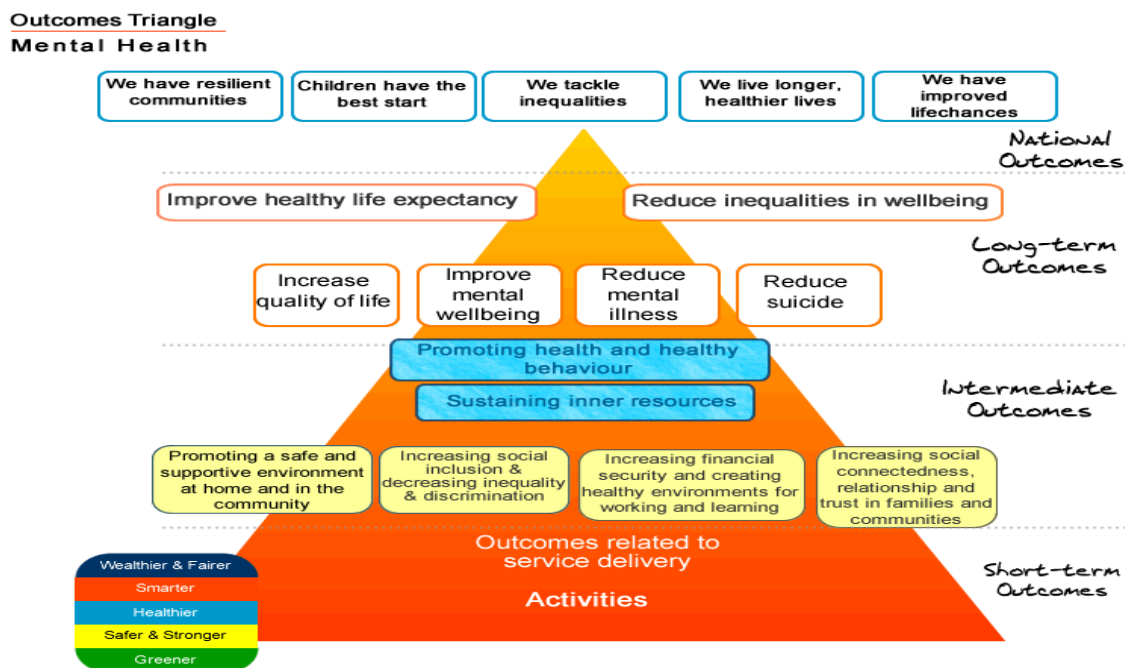 Outcomes Triangle
Mental Health
We have resilient
communities
Children have the
best start
We tackle
inequalities
We live longer,
healthier lives
We have
improved
lifechances
National
Outcomes
Improve healthy life expectancy
Reduce inequalities in wellbeing
Long-term
Outcomes
Increase
quality of life
Improve
mental
wellbeing
Reduce
mental
illness
Reduce
suicide
Promoting health and healthy
behaviour
Sustaining inner resources
Intermediate
Outcomes
Promoting a safe and
supportive environment
at home and in the
community
Increasing social
inclusion &
decreasing inequality
& discrimination
Increasing financial
security and creating
healthy environments for
working and learning
Increasing social
connectedness,
relationship and
trust in families and
communities
Outcomes related to
service delivery
Activities
Short-term
Outcomes
Wealthier & Fairer
Smarter
Healthier
Safer & Stronger
Greener